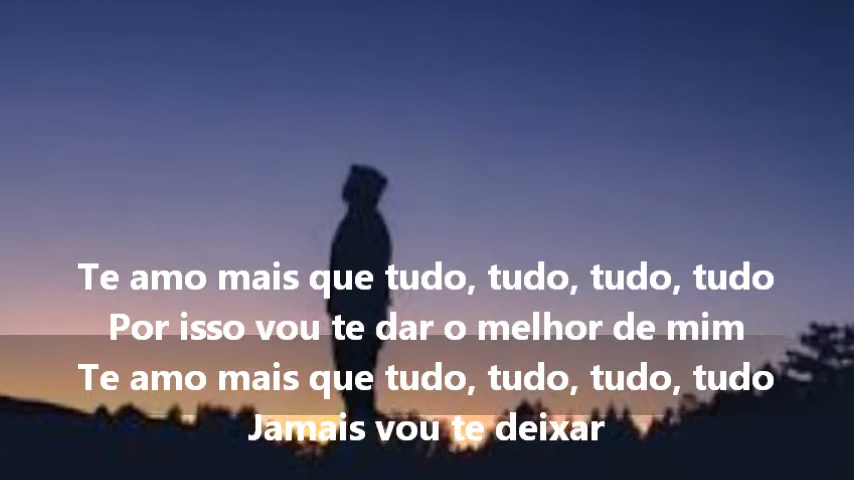 Te amo mais que tudo, tudo, tudo, tudo
Por isso vou te dar o melhor de mim
Te amo mais que tudo, tudo, tudo, tudo
Jamais vou te deixar